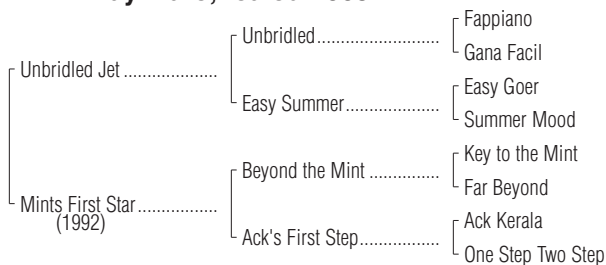 Unbridled
Fappiano
Gana Facil
Unbridled Jet
Easy Summer
Easy Goer
Summer Mood
Mints First Star
(1992)
Beyond the Mint
Key to the Mint
Far Beyond
Ack's First Step
Ack Kerala
One Step Two Step